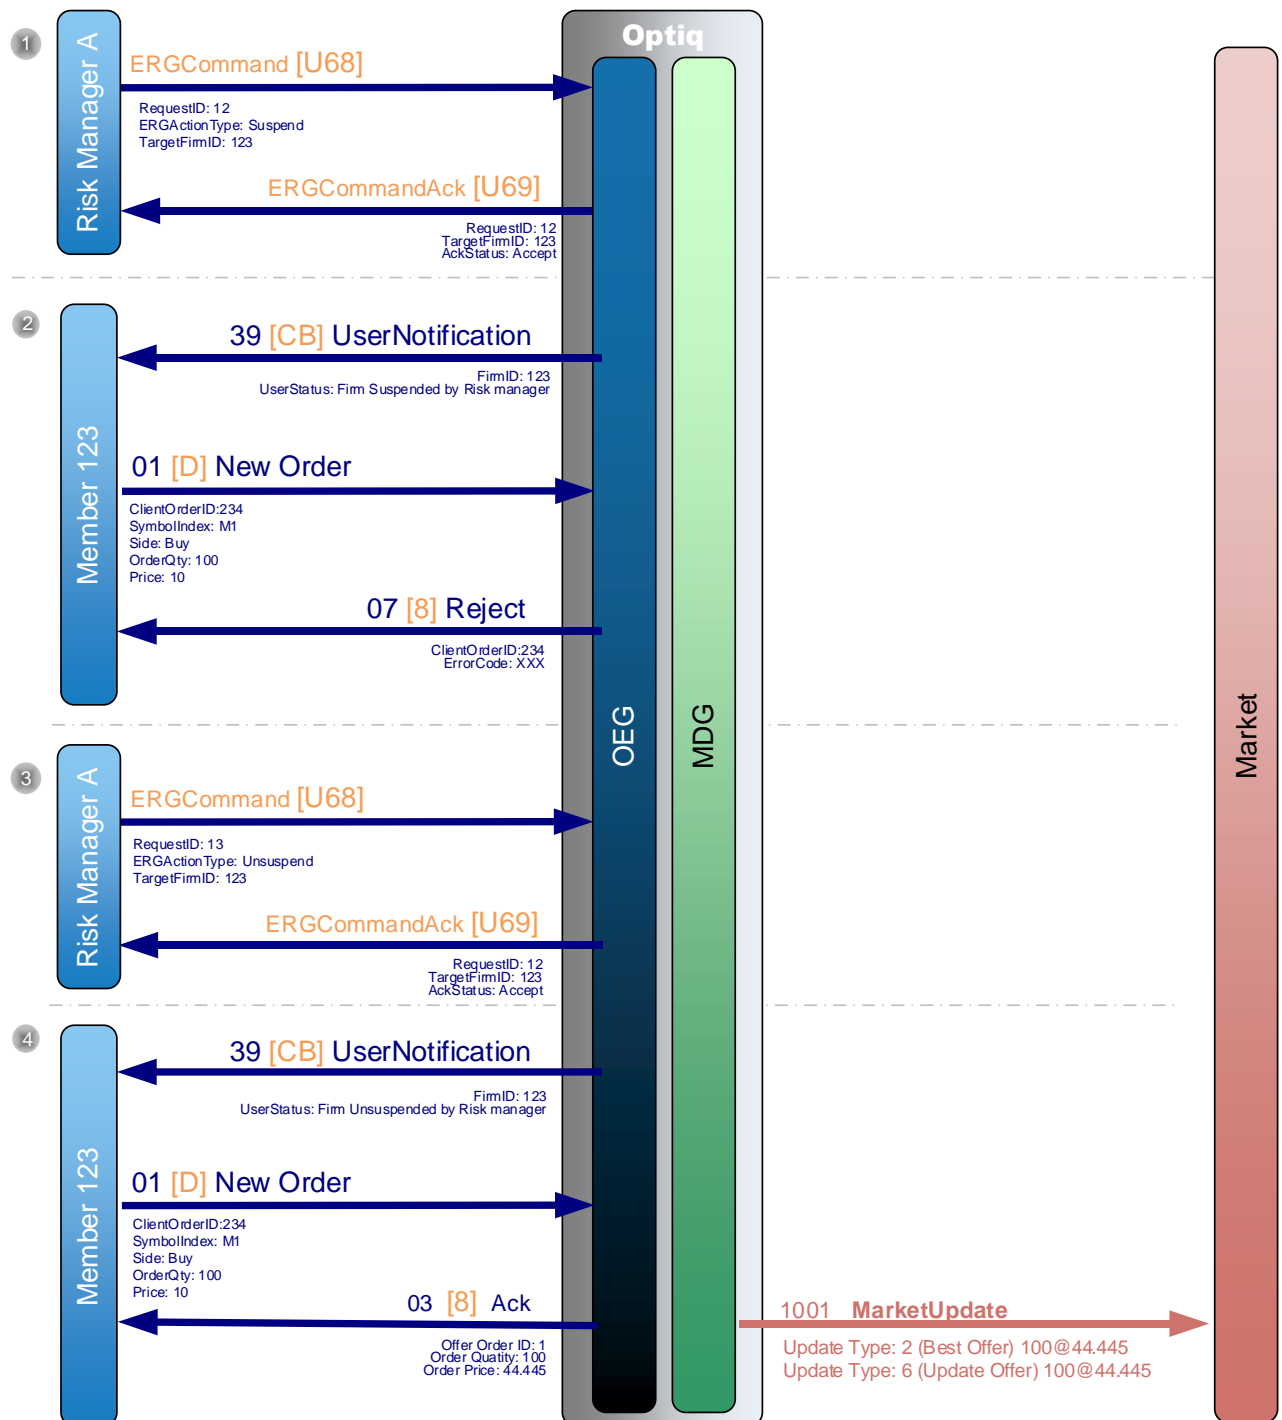 Optiq
OEG
MDG
Market
1
Risk Manager A
ERGCommand [U68]
RequestID: 12
ERGActionType: Suspend
TargetFirmID: 123
ERGCommandAck [U69]
RequestID: 12
TargetFirmID: 123
AckStatus: Accept
2
Member 123
39 [CB] UserNotification
FirmID: 123
UserStatus: Firm Suspended by Risk manager
01 [D] New Order
ClientOrderID:234
SymbolIndex: M1
Side: Buy
OrderQty: 100
Price: 10
07 [8] Reject
ClientOrderID:234
ErrorCode: XXX
3
Risk Manager A
ERGCommand [U68]
RequestID: 13
ERGActionType: Unsuspend
TargetFirmID: 123
ERGCommandAck [U69]
RequestID: 12
TargetFirmID: 123
AckStatus: Accept
4
Member 123
39 [CB] UserNotification
FirmID: 123
UserStatus: Firm Unsuspended by Risk manager
01 [D] New Order
ClientOrderID:234
SymbolIndex: M1
Side: Buy
OrderQty: 100
Price: 10
03 [8] Ack
Offer Order ID: 1
Order Quatity: 100
Order Price: 44.445
1001 MarketUpdate
Update Type: 2 (Best Offer) 100@44.445
Update Type: 6 (Update Offer) 100@44.445